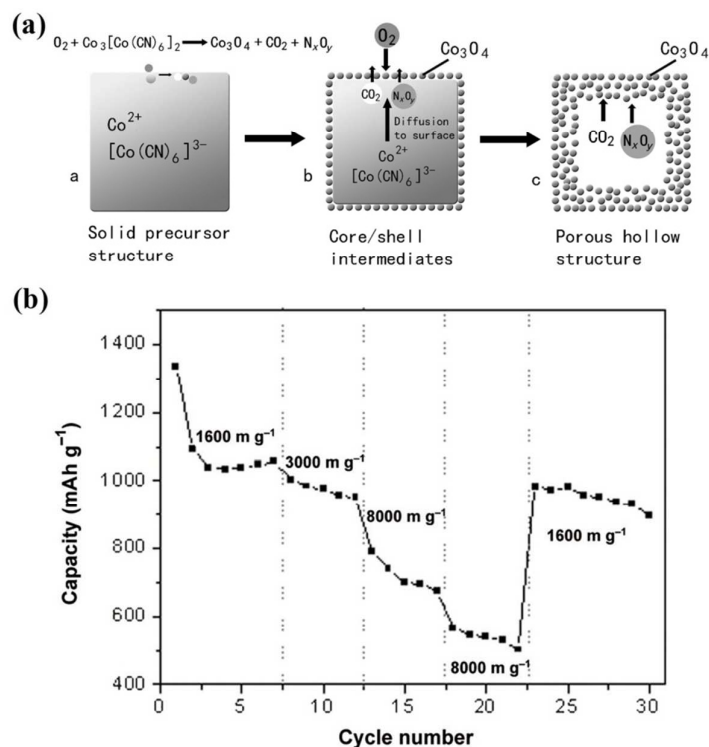 (a)
O₂ + Co₃[Co(CN)₆]₂ → Co₃O₄ + CO₂ + NₓOᵧ
Co²⁺
[Co(CN)₆]³⁻
a
Solid precursor
structure
O₂
Co₃O₄
CO₂
NₓOᵧ
Diffusion
to surface
Co²⁺
[Co(CN)₆]³⁻
b
Core/shell
intermediates
Co₃O₄
CO₂
NₓOᵧ
c
Porous hollow
structure
(b)
Capacity (mAh g⁻¹)
1400
1200
1000
800
600
400
1600 m g⁻¹
3000 m g⁻¹
8000 m g⁻¹
8000 m g⁻¹
1600 m g⁻¹
0 5 10 15 20 25 30
Cycle number